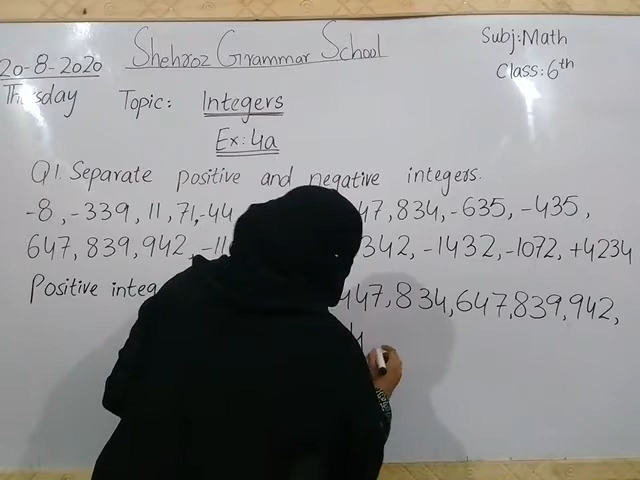 Shehroz Grammar School
Subj:Math
20-8-2020
Class:6th
Thursday
Topic: Integers
Ex:4a
Q1. Separate positive and negative integers.
-8, -339, 11, 71, -44 47, 834, -635, -435,
647, 839, 942, -11 342, -1432, -1072, +4234
Positive integ 447, 834, 647, 839, 942,